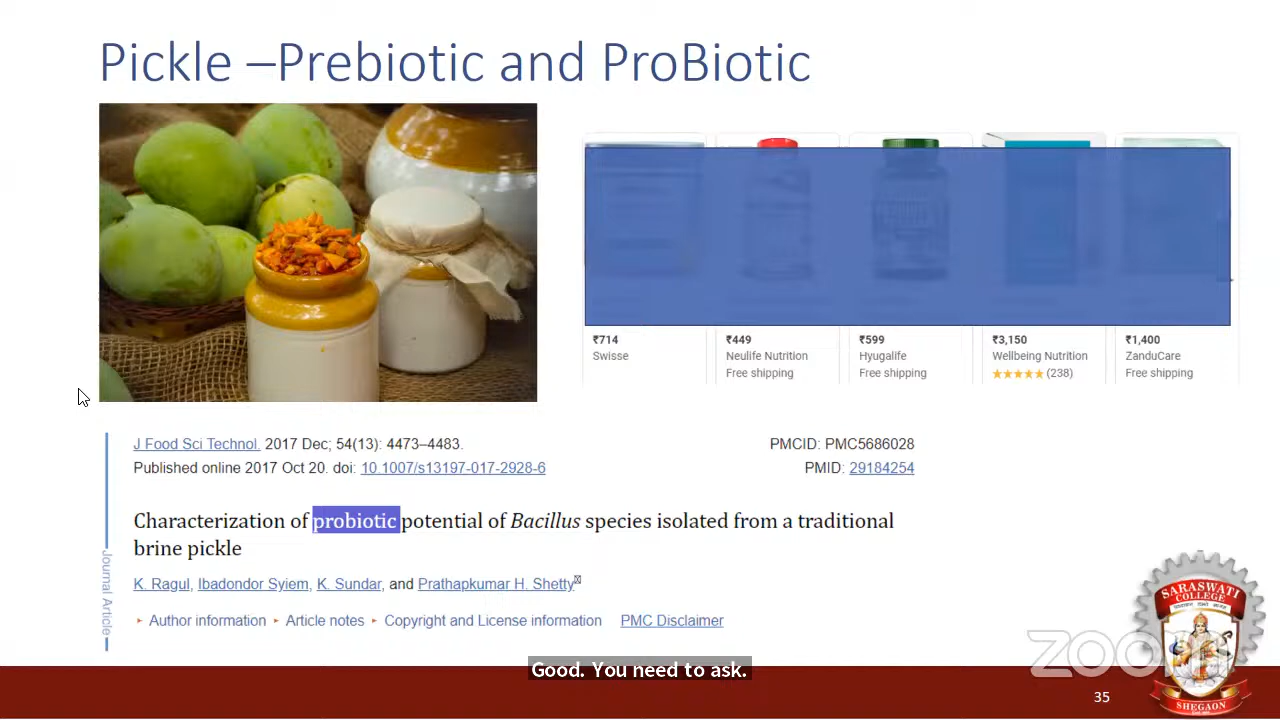 Pickle –Prebiotic and ProBiotic
₹714
Swisse
₹449
Neulife Nutrition
Free shipping
₹599
Hyugalife
Free shipping
₹3,150
Wellbeing Nutrition
★★★★★ (238)
₹1,400
ZanduCare
Free shipping
J Food Sci Technol. 2017 Dec; 54(13): 4473–4483.
PMCID: PMC5686028
Published online 2017 Oct 20. doi: 10.1007/s13197-017-2928-6
PMID: 29184254
Journal Article
Characterization of probiotic potential of Bacillus species isolated from a traditional
brine pickle
K. Ragul, Ibadondor Syiem, K. Sundar, and Prathapkumar H. Shetty
▸ Author information ▸ Article notes ▸ Copyright and License information PMC Disclaimer
SARASWATI
COLLEGE
SHEGAON
zoom
Good. You need to ask.
35